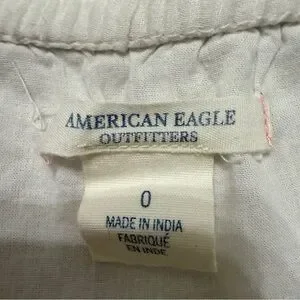 AMERICAN EAGLE
OUTFITTERS
0
MADE IN INDIA
FABRIQUÉ
EN INDE